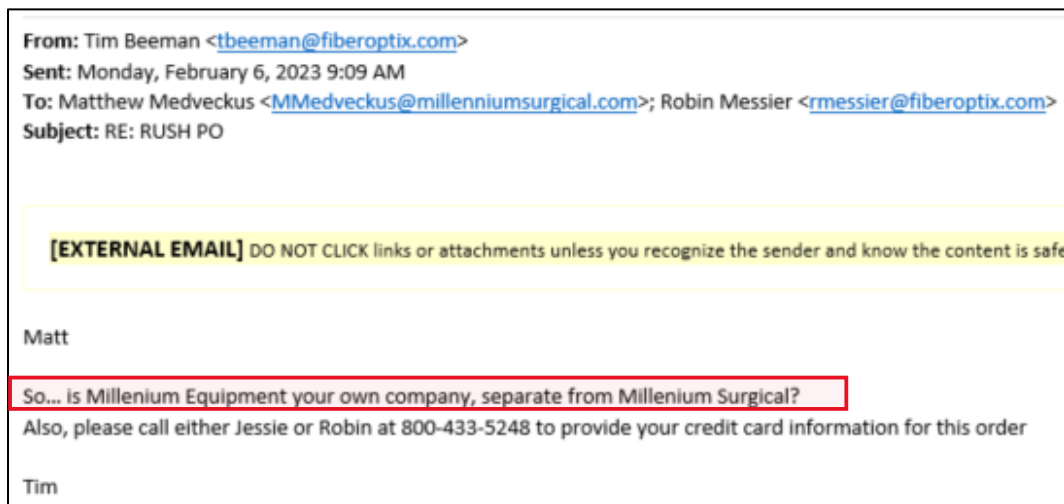 From: Tim Beeman <tbeeman@fiberoptix.com>
Sent: Monday, February 6, 2023 9:09 AM
To: Matthew Medveckus <MMedveckus@millenniumsurgical.com>; Robin Messier <rmessier@fiberoptix.com>
Subject: RE: RUSH PO
[EXTERNAL EMAIL] DO NOT CLICK links or attachments unless you recognize the sender and know the content is safe
Matt
So... is Millenium Equipment your own company, separate from Millenium Surgical?
Also, please call either Jessie or Robin at 800-433-5248 to provide your credit card information for this order
Tim